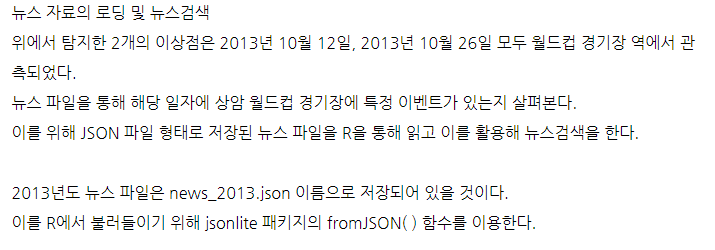 뉴스 자료의 로딩 및 뉴스검색
위에서 탐지한 2개의 이상점은 2013년 10월 12일, 2013년 10월 26일 모두 월드컵 경기장 역에서 관
측되었다.
뉴스 파일을 통해 해당 일자에 상암 월드컵 경기장에 특정 이벤트가 있는지 살펴본다.
이를 위해 JSON 파일 형태로 저장된 뉴스 파일을 R을 통해 읽고 이를 활용해 뉴스검색을 한다.
2013년도 뉴스 파일은 news_2013.json 이름으로 저장되어 있을 것이다.
이를 R에서 불러들이기 위해 jsonlite 패키지의 fromJSON( ) 함수를 이용한다.